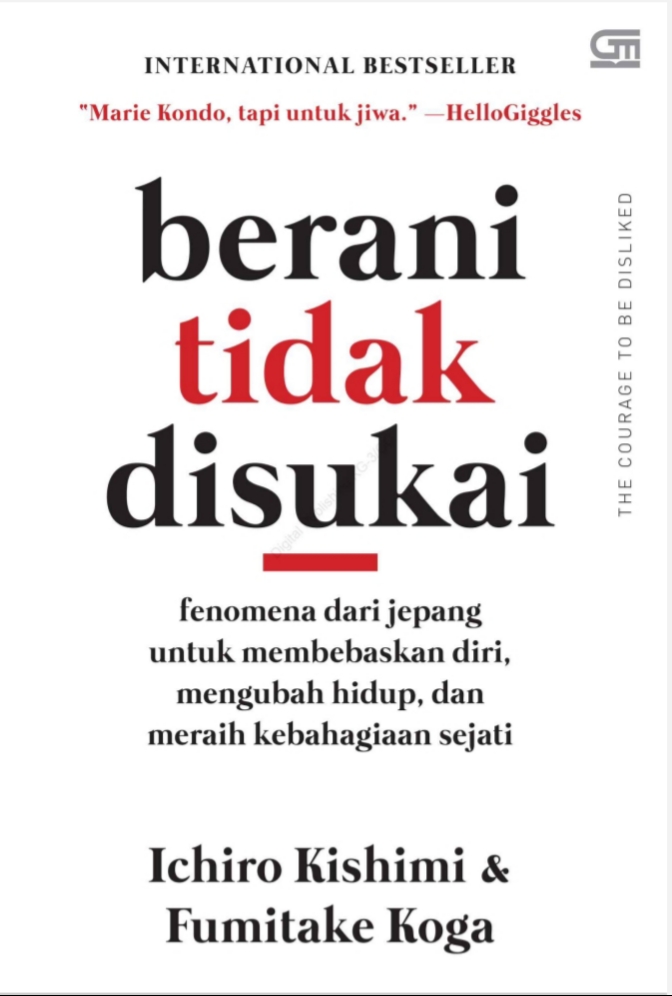 INTERNATIONAL BESTSELLER
"Marie Kondo, tapi untuk jiwa." —HelloGiggles
berani
tidak
disukai
fenomena dari jepang
untuk membebaskan diri,
mengubah hidup, dan
meraih kebahagiaan sejati
Ichiro Kishimi &
Fumitake Koga
THE COURAGE TO BE DISLIKED